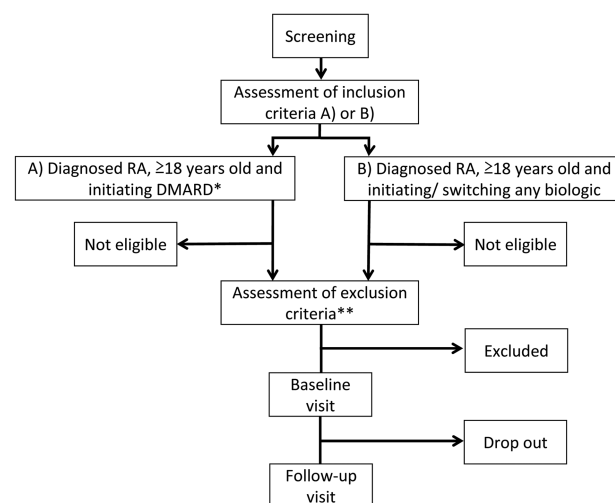 Screening
Assessment of inclusion
criteria A) or B)
A) Diagnosed RA, ≥18 years old and
initiating DMARD*
B) Diagnosed RA, ≥18 years old and
initiating/ switching any biologic
Not eligible
Not eligible
Assessment of exclusion
criteria**
Excluded
Baseline
visit
Drop out
Follow-up
visit